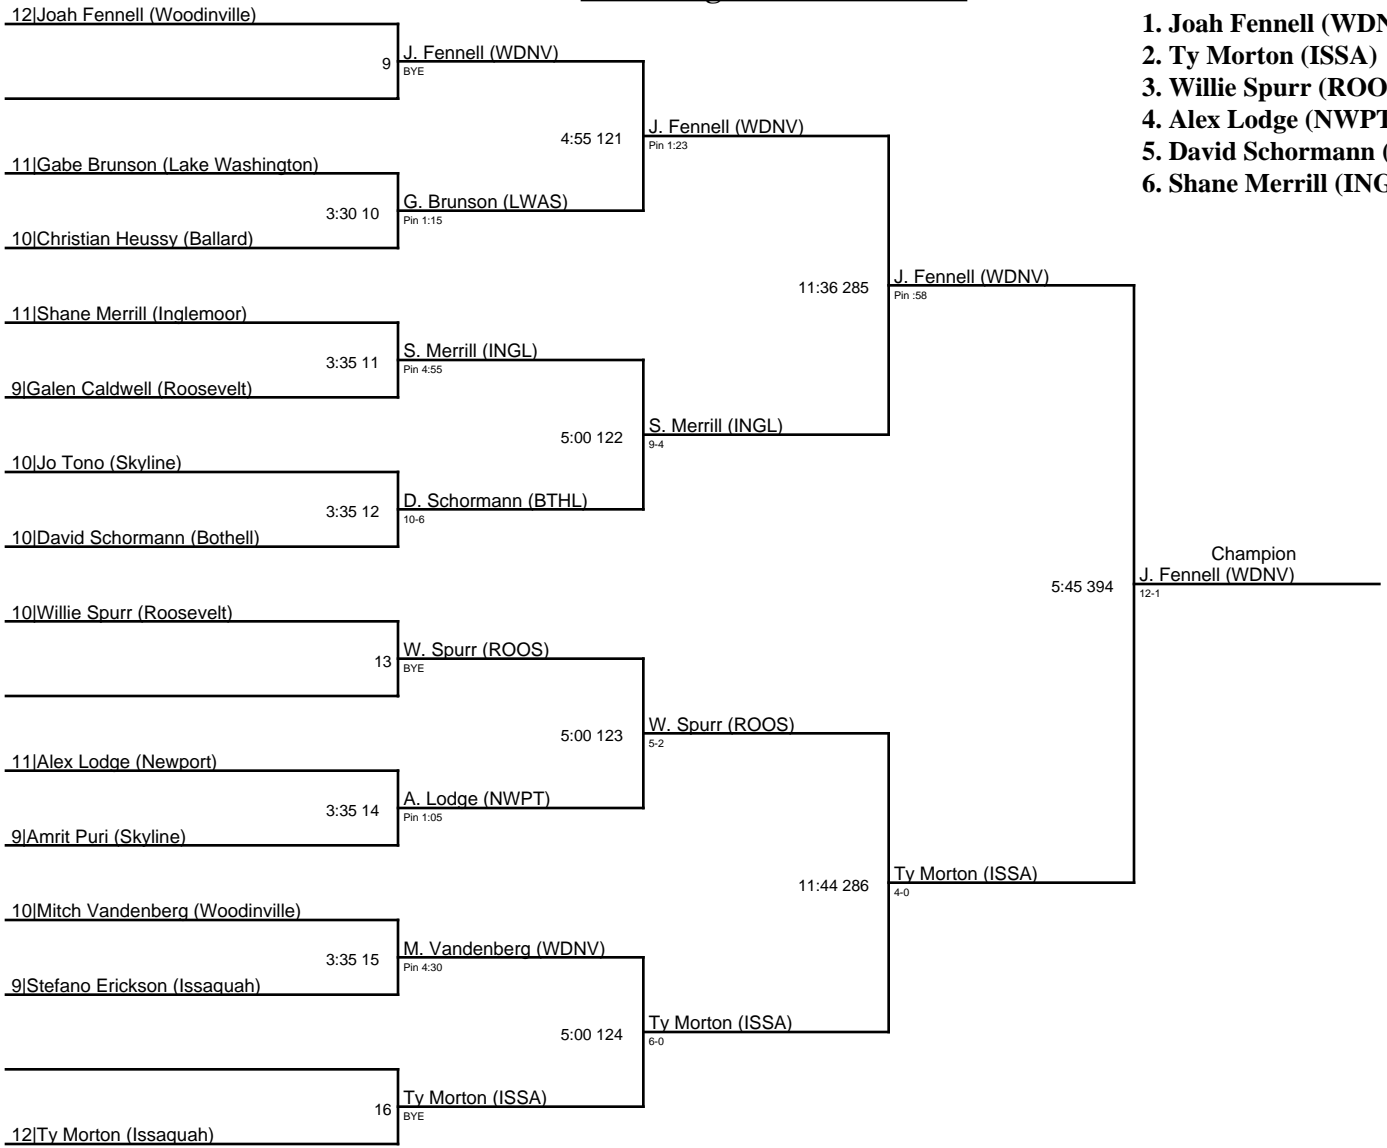 12|Joah Fennell (Woodinville)
9
J. Fennell (WDNV)
BYE
4:55 121
J. Fennell (WDNV)
Pin 1:23
11|Gabe Brunson (Lake Washington)
3:30 10
G. Brunson (LWAS)
Pin 1:15
10|Christian Heussy (Ballard)
11:36 285
J. Fennell (WDNV)
Pin :58
11|Shane Merrill (Inglemoor)
3:35 11
S. Merrill (INGL)
Pin 4:55
9|Galen Caldwell (Roosevelt)
5:00 122
S. Merrill (INGL)
9-4
10|Jo Tono (Skyline)
3:35 12
D. Schormann (BTHL)
10-6
10|David Schormann (Bothell)
5:45 394
Champion
J. Fennell (WDNV)
12-1
10|Willie Spurr (Roosevelt)
13
W. Spurr (ROOS)
BYE
5:00 123
W. Spurr (ROOS)
5-2
11|Alex Lodge (Newport)
3:35 14
A. Lodge (NWPT)
Pin 1:05
9|Amrit Puri (Skyline)
11:44 286
Ty Morton (ISSA)
4-0
10|Mitch Vandenberg (Woodinville)
3:35 15
M. Vandenberg (WDNV)
Pin 4:30
9|Stefano Erickson (Issaquah)
5:00 124
Ty Morton (ISSA)
6-0
16
Ty Morton (ISSA)
BYE
12|Ty Morton (Issaquah)
1. Joah Fennell (WDN
2. Ty Morton (ISSA)
3. Willie Spurr (ROO
4. Alex Lodge (NWPT
5. David Schormann (
6. Shane Merrill (ING